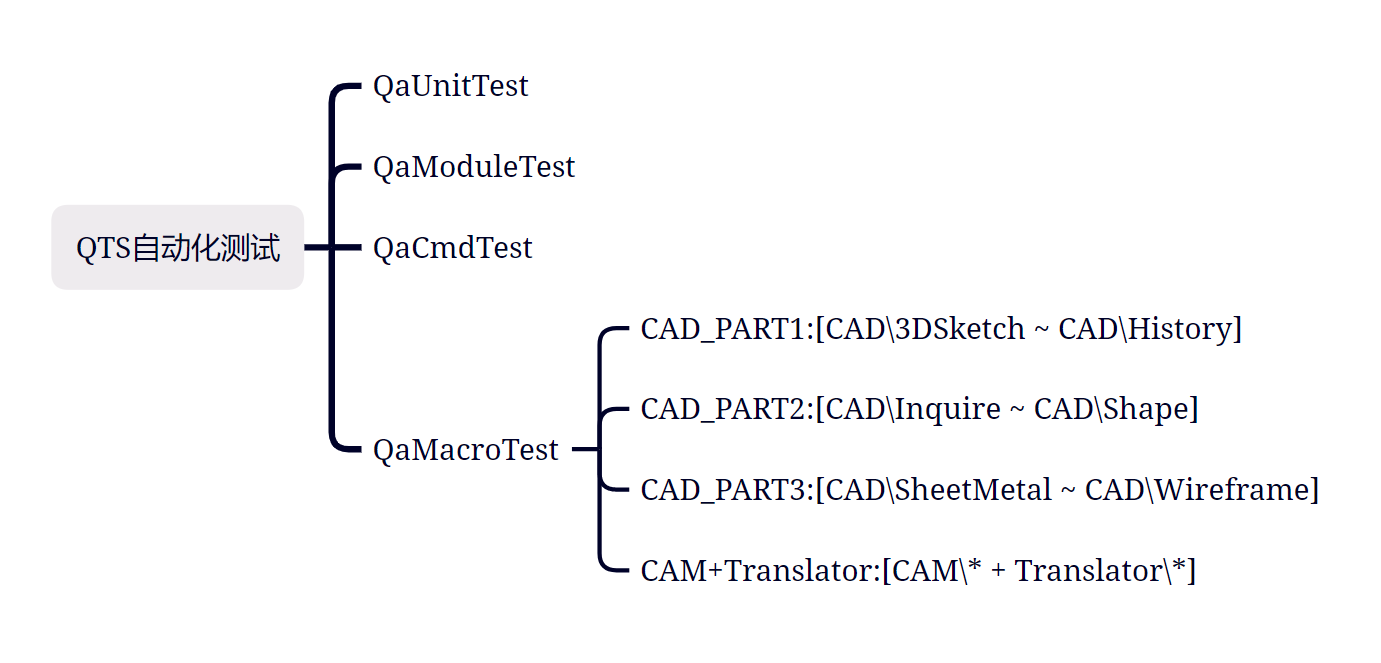 QTS自动化测试
QaUnitTest
QaModuleTest
QaCmdTest
QaMacroTest
CAD_PART1:[CAD\3DSketch ~ CAD\History]
CAD_PART2:[CAD\Inquire ~ CAD\Shape]
CAD_PART3:[CAD\SheetMetal ~ CAD\Wireframe]
CAM+Translator:[CAM\* + Translator\*]